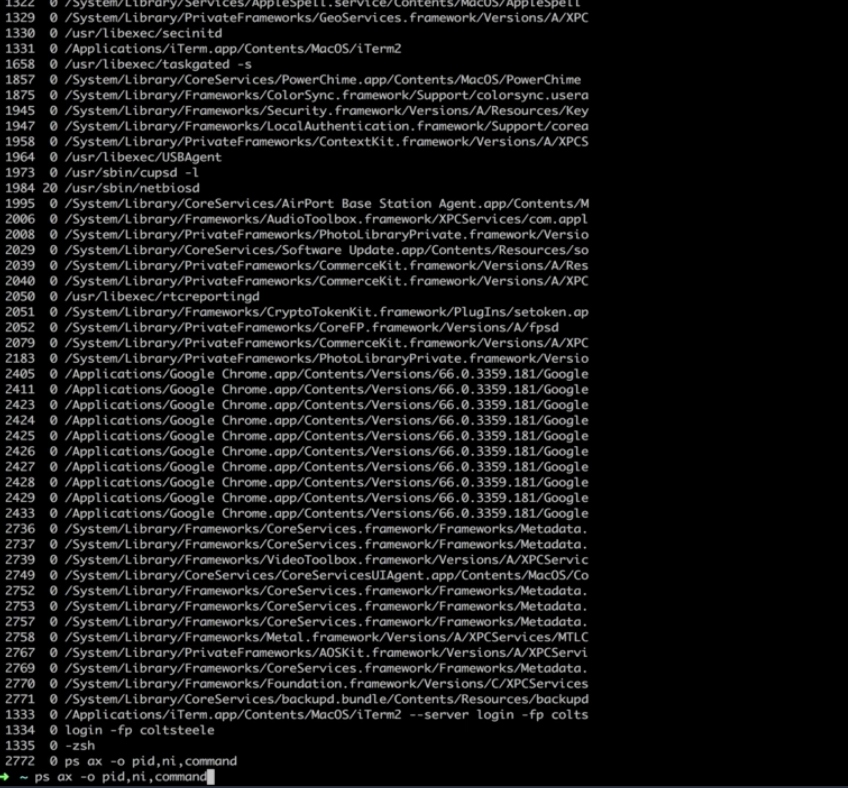 1322 0 /System/Library/Services/AppleSpell.service/Contents/MacOS/AppleSpell
1329 0 /System/Library/PrivateFrameworks/GeoServices.framework/Versions/A/XPC
1330 0 /usr/libexec/secinitd
1331 0 /Applications/iTerm.app/Contents/MacOS/iTerm2
1658 0 /usr/libexec/taskgated -s
1857 0 /System/Library/CoreServices/PowerChime.app/Contents/MacOS/PowerChime
1875 0 /System/Library/Frameworks/ColorSync.framework/Support/colorsync.usera
1945 0 /System/Library/Frameworks/Security.framework/Versions/A/Resources/Key
1947 0 /System/Library/Frameworks/LocalAuthentication.framework/Support/corea
1958 0 /System/Library/PrivateFrameworks/ContextKit.framework/Versions/A/XPCS
1964 0 /usr/libexec/USBAgent
1973 0 /usr/sbin/cupsd -l
1984 20 /usr/sbin/netbiosd
1995 0 /System/Library/CoreServices/AirPort Base Station Agent.app/Contents/M
2006 0 /System/Library/Frameworks/AudioToolbox.framework/XPCServices/com.appl
2008 0 /System/Library/PrivateFrameworks/PhotoLibraryPrivate.framework/Versio
2029 0 /System/Library/CoreServices/Software Update.app/Contents/Resources/so
2039 0 /System/Library/PrivateFrameworks/CommerceKit.framework/Versions/A/Res
2040 0 /System/Library/PrivateFrameworks/CommerceKit.framework/Versions/A/XPC
2050 0 /usr/libexec/rtcreportingd
2051 0 /System/Library/Frameworks/CryptoTokenKit.framework/PlugIns/setoken.ap
2052 0 /System/Library/PrivateFrameworks/CoreFP.framework/Versions/A/fpsd
2079 0 /System/Library/PrivateFrameworks/CommerceKit.framework/Versions/A/XPC
2183 0 /System/Library/PrivateFrameworks/PhotoLibraryPrivate.framework/Versio
2405 0 /Applications/Google Chrome.app/Contents/Versions/66.0.3359.181/Google
2411 0 /Applications/Google Chrome.app/Contents/Versions/66.0.3359.181/Google
2423 0 /Applications/Google Chrome.app/Contents/Versions/66.0.3359.181/Google
2424 0 /Applications/Google Chrome.app/Contents/Versions/66.0.3359.181/Google
2425 0 /Applications/Google Chrome.app/Contents/Versions/66.0.3359.181/Google
2426 0 /Applications/Google Chrome.app/Contents/Versions/66.0.3359.181/Google
2427 0 /Applications/Google Chrome.app/Contents/Versions/66.0.3359.181/Google
2428 0 /Applications/Google Chrome.app/Contents/Versions/66.0.3359.181/Google
2429 0 /Applications/Google Chrome.app/Contents/Versions/66.0.3359.181/Google
2433 0 /Applications/Google Chrome.app/Contents/Versions/66.0.3359.181/Google
2736 0 /System/Library/Frameworks/CoreServices.framework/Frameworks/Metadata.
2737 0 /System/Library/Frameworks/CoreServices.framework/Frameworks/Metadata.
2739 0 /System/Library/Frameworks/VideoToolbox.framework/Versions/A/XPCServic
2749 0 /System/Library/CoreServices/CoreServicesUIAgent.app/Contents/MacOS/Co
2752 0 /System/Library/Frameworks/CoreServices.framework/Frameworks/Metadata.
2753 0 /System/Library/Frameworks/CoreServices.framework/Frameworks/Metadata.
2757 0 /System/Library/Frameworks/CoreServices.framework/Frameworks/Metadata.
2758 0 /System/Library/Frameworks/Metal.framework/Versions/A/XPCServices/MTLC
2767 0 /System/Library/PrivateFrameworks/AOSKit.framework/Versions/A/XPCServi
2769 0 /System/Library/Frameworks/CoreServices.framework/Frameworks/Metadata.
2770 0 /System/Library/Frameworks/Foundation.framework/Versions/C/XPCServices
2771 0 /System/Library/CoreServices/backupd.bundle/Contents/Resources/backupd
1333 0 /Applications/iTerm.app/Contents/MacOS/iTerm2 --server login -fp colts
1334 0 login -fp coltsteele
1335 0 -zsh
2772 0 ps ax -o pid,ni,command
➜ ~ ps ax -o pid,ni,command